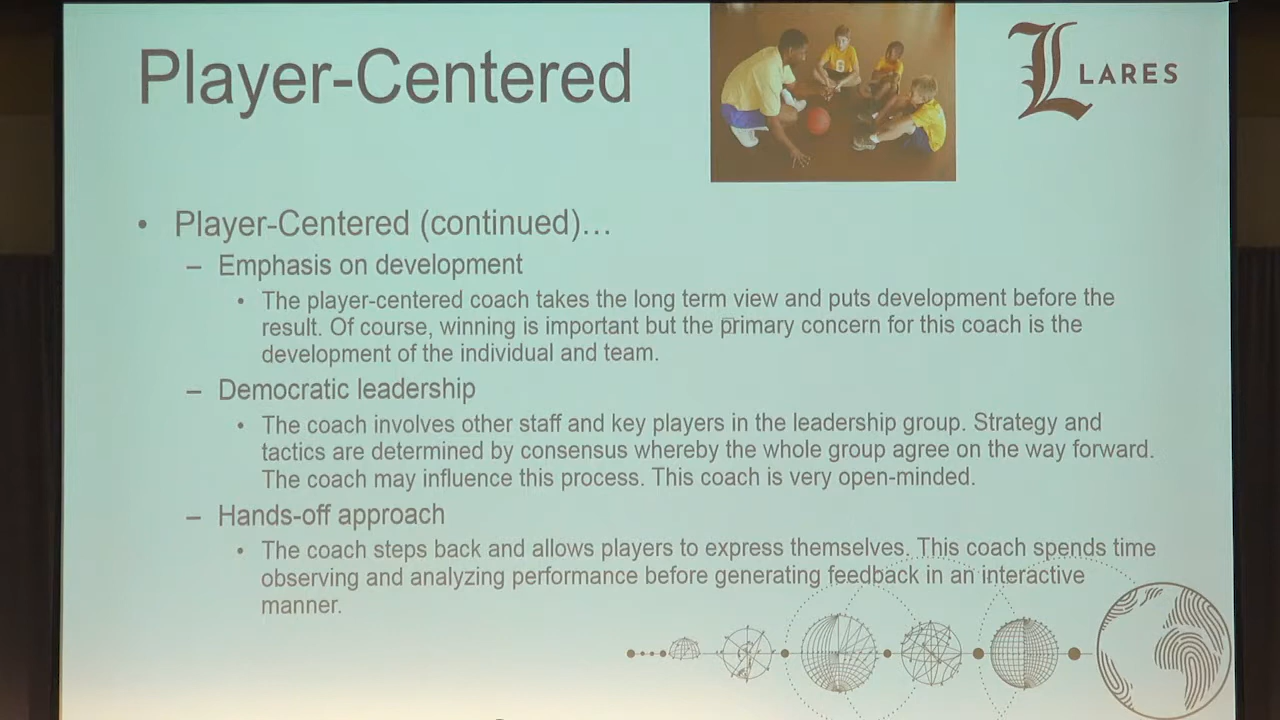 Player-Centered
L LARES
• Player-Centered (continued)…
– Emphasis on development
• The player-centered coach takes the long term view and puts development before the
result. Of course, winning is important but the primary concern for this coach is the
development of the individual and team.
– Democratic leadership
• The coach involves other staff and key players in the leadership group. Strategy and
tactics are determined by consensus whereby the whole group agree on the way forward.
The coach may influence this process. This coach is very open-minded.
– Hands-off approach
• The coach steps back and allows players to express themselves. This coach spends time
observing and analyzing performance before generating feedback in an interactive
manner.